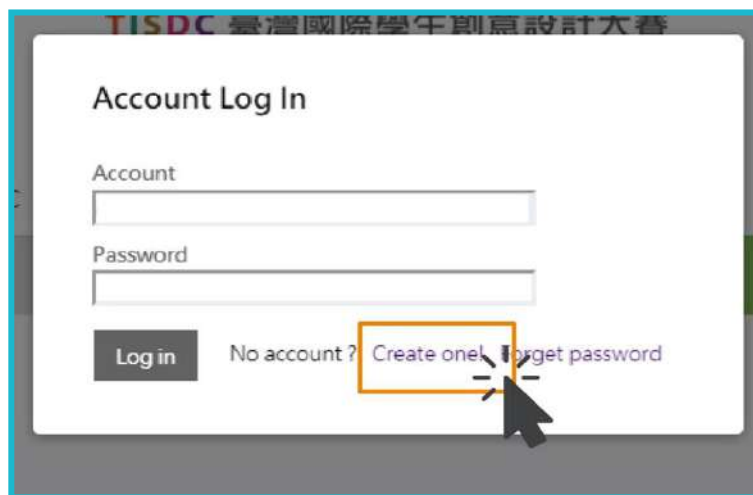 TISDC 臺灣國際學生創意設計大賽
Account Log In
Account
Password
Log in No account ? Create one! Forget password